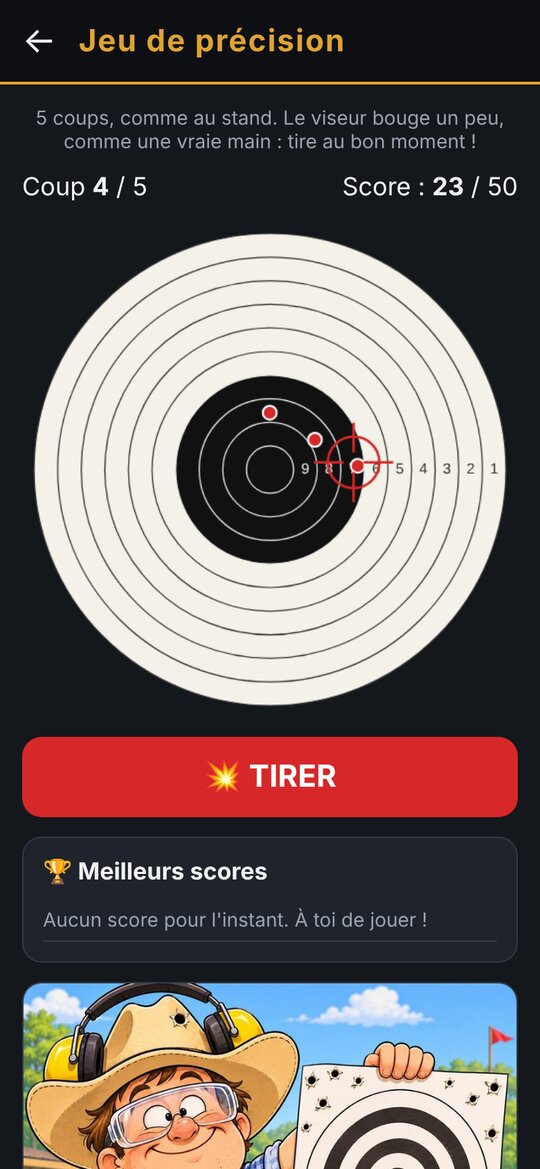 Jeu de précision
5 coups, comme au stand. Le viseur bouge un peu,
comme une vraie main : tire au bon moment !
Coup 4 / 5
Score : 23 / 50
9 8 6 5 4 3 2 1
💥 TIRER
🏆 Meilleurs scores
Aucun score pour l'instant. À toi de jouer !